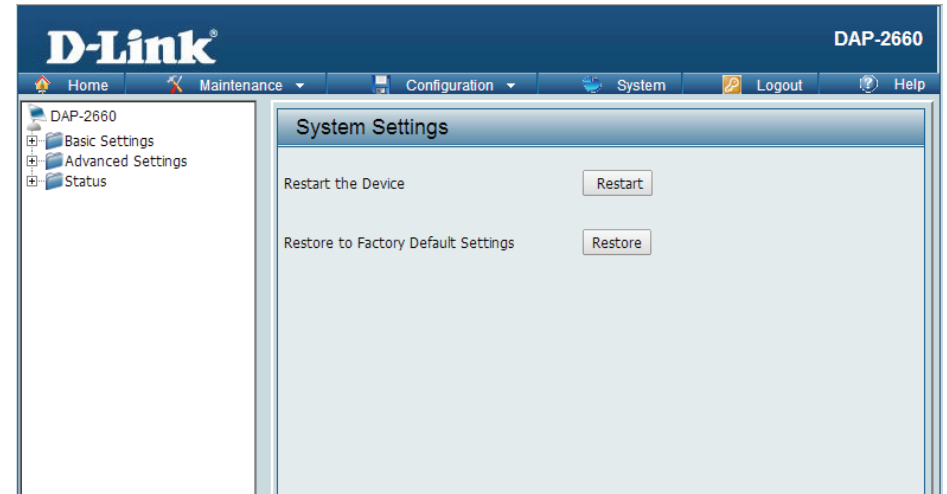 D-Link®
DAP-2660
Home Maintenance Configuration System Logout Help
DAP-2660
Basic Settings
Advanced Settings
Status
System Settings
Restart the Device Restart
Restore to Factory Default Settings Restore